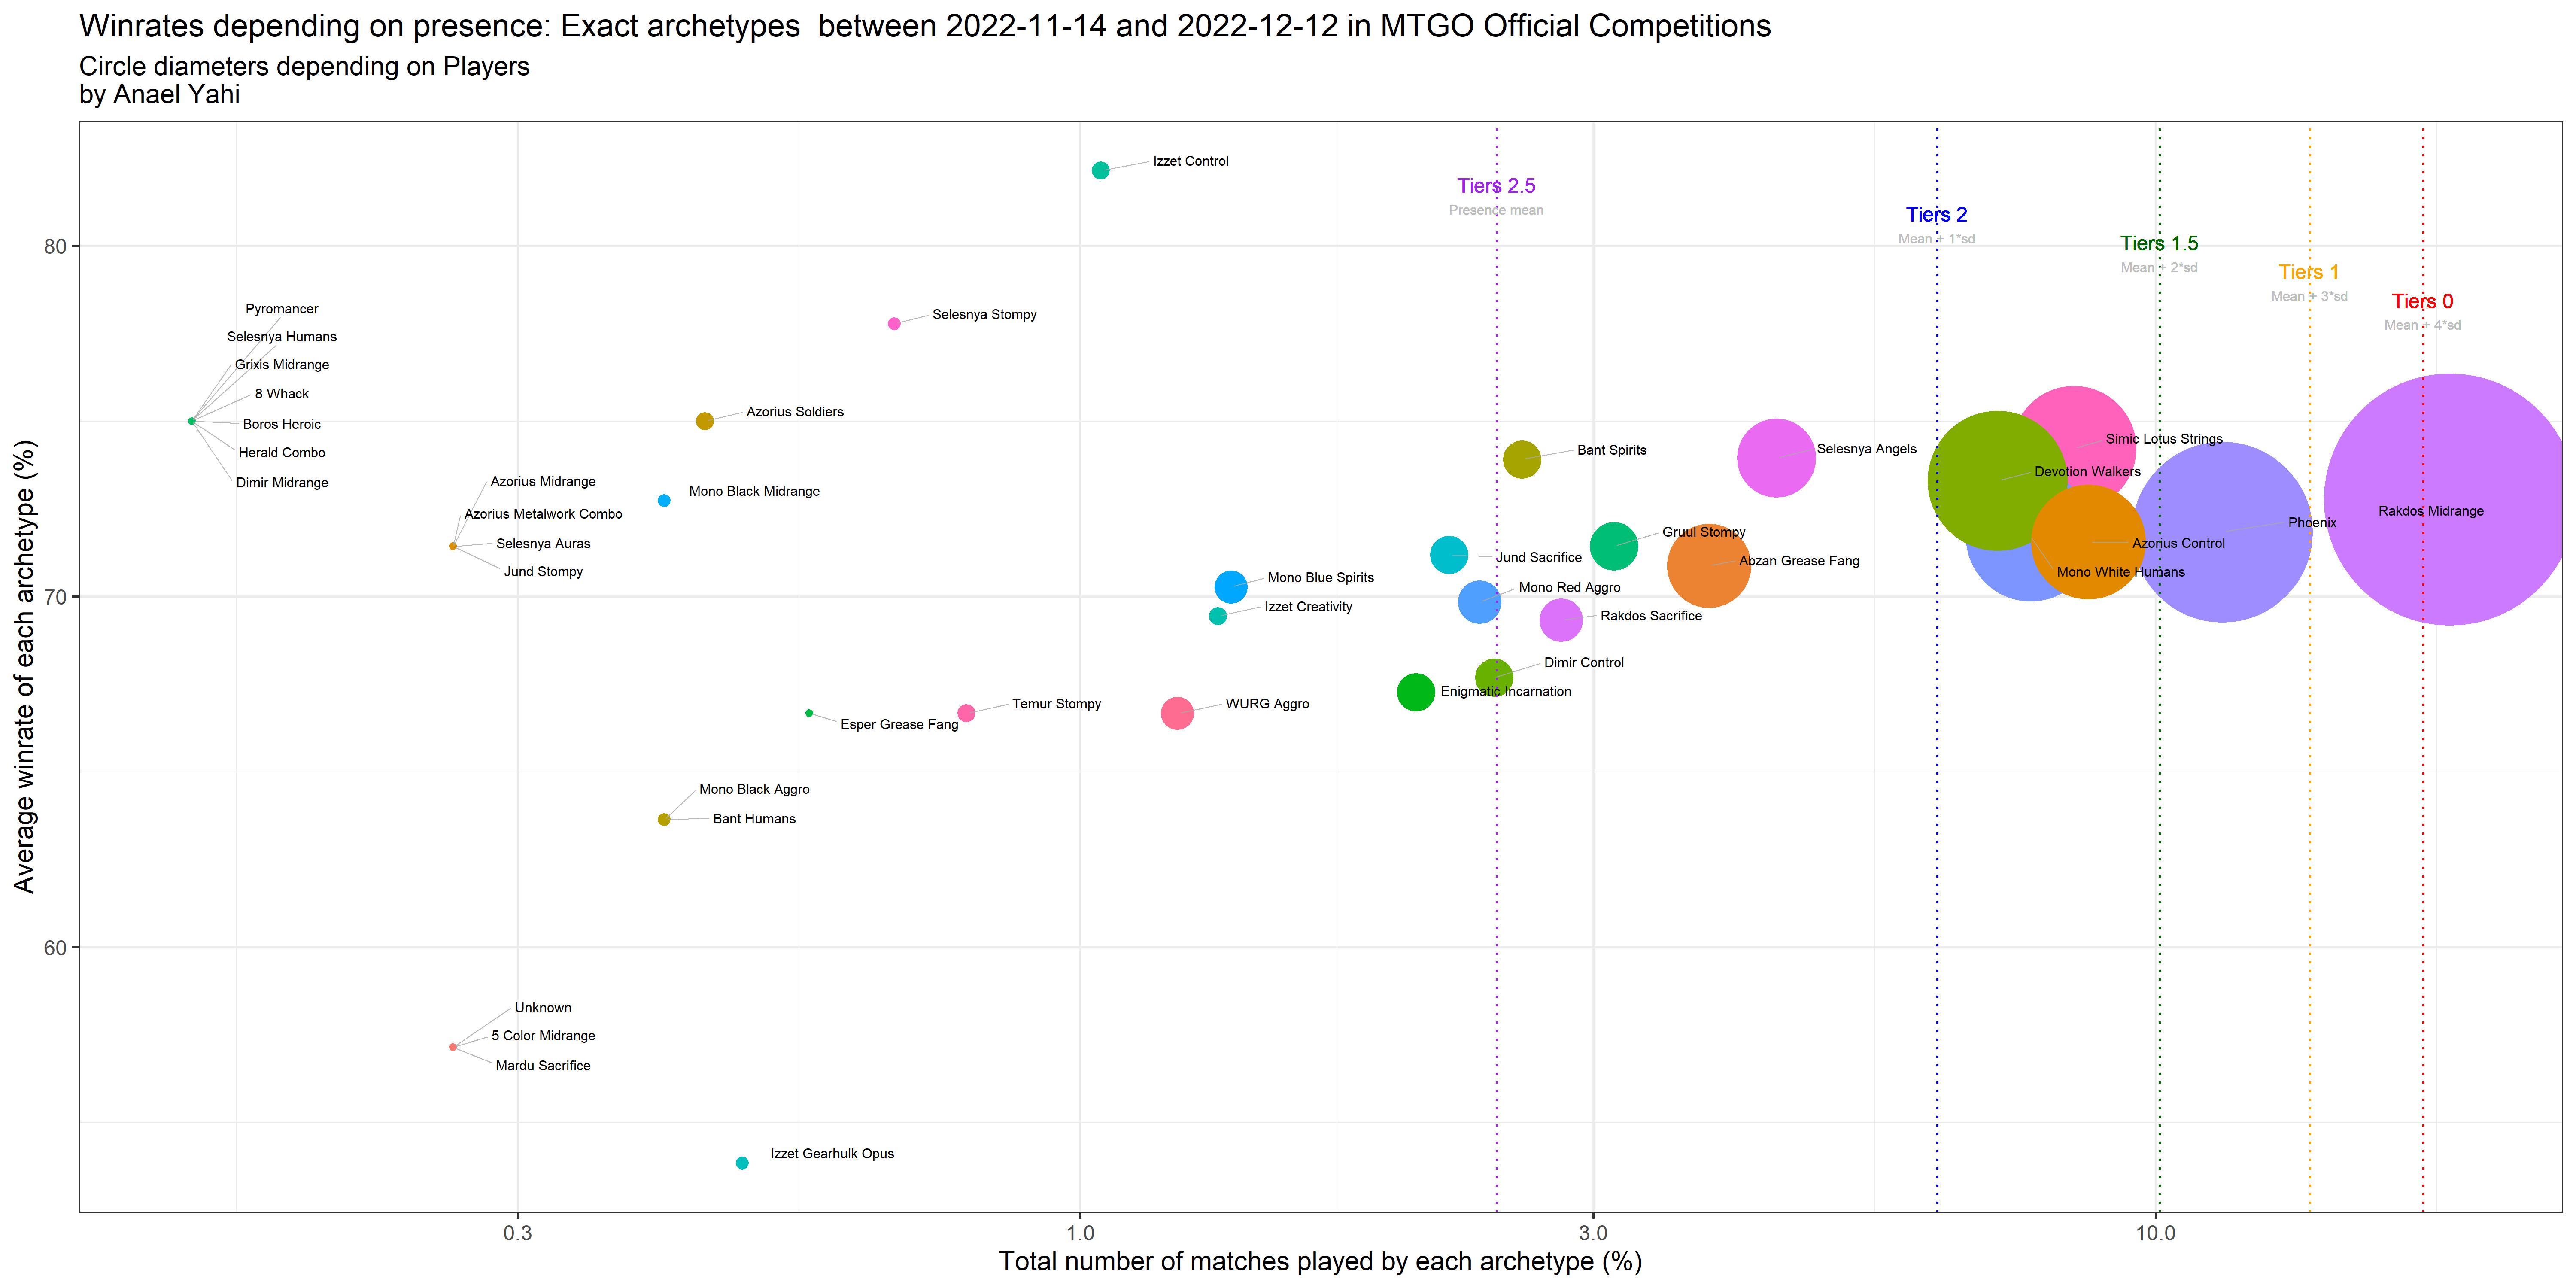 Winrates depending on presence: Exact archetypes  between 2022-11-14 and 2022-12-12 in MTGO Official Competitions
Circle diameters depending on Players
by Anael Yahi
Izzet Control
Tiers 2.5
Presence mean
Tiers 2
Mean + 1*sd
Tiers 1.5
Mean + 2*sd
Tiers 1
Mean + 3*sd
Tiers 0
Mean + 4*sd
80
70
60
Average winrate of each archetype (%)
Pyromancer
Selesnya Humans
Grixis Midrange
8 Whack
Boros Heroic
Herald Combo
Dimir Midrange
Selesnya Stompy
Azorius Soldiers
Azorius Midrange
Azorius Metalwork Combo
Selesnya Auras
Jund Stompy
Mono Black Midrange
Bant Spirits
Selesnya Angels
Simic Lotus Strings
Devotion Walkers
Rakdos Midrange
Phoenix
Azorius Control
Mono White Humans
Gruul Stompy
Jund Sacrifice
Abzan Grease Fang
Mono Blue Spirits
Mono Red Aggro
Izzet Creativity
Rakdos Sacrifice
Dimir Control
Enigmatic Incarnation
Temur Stompy
WURG Aggro
Esper Grease Fang
Mono Black Aggro
Bant Humans
Unknown
5 Color Midrange
Mardu Sacrifice
Izzet Gearhulk Opus
0.3
1.0
3.0
10.0
Total number of matches played by each archetype (%)